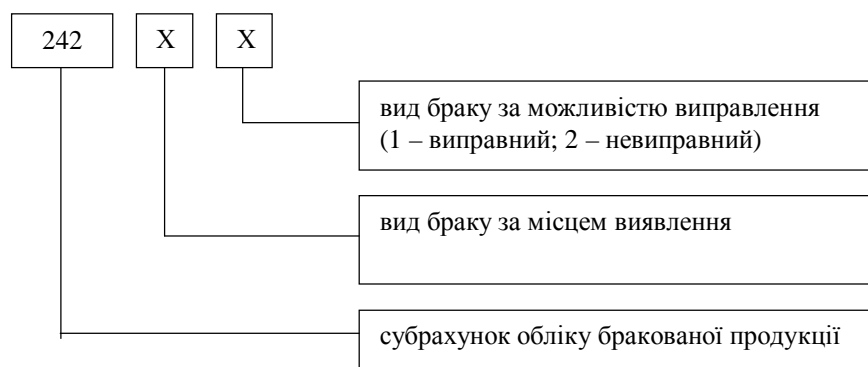 242 Х Х
вид браку за можливістю виправлення
(1 – виправний; 2 – невиправний)
вид браку за місцем виявлення
субрахунок обліку бракованої продукції